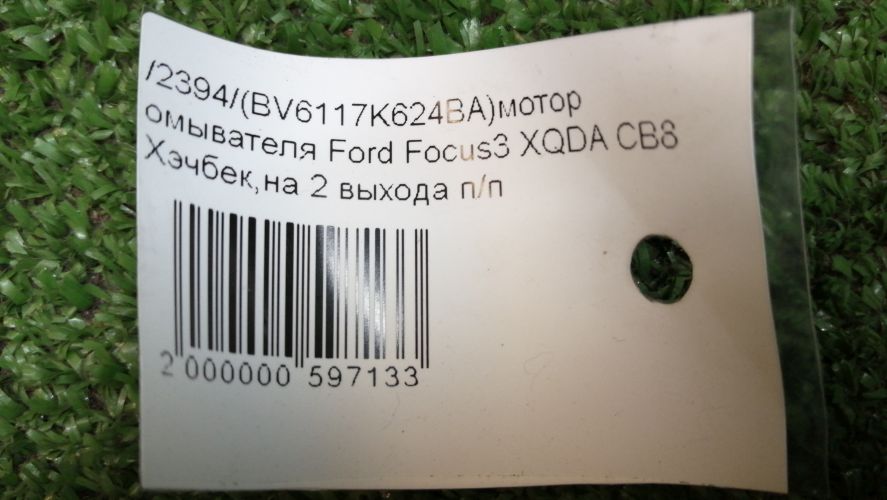 /2394/(BV6117K624BA)мотор
омывателя Ford Focus3 XQDA CB8
Хэчбек,на 2 выхода п/п
2 000000 597133